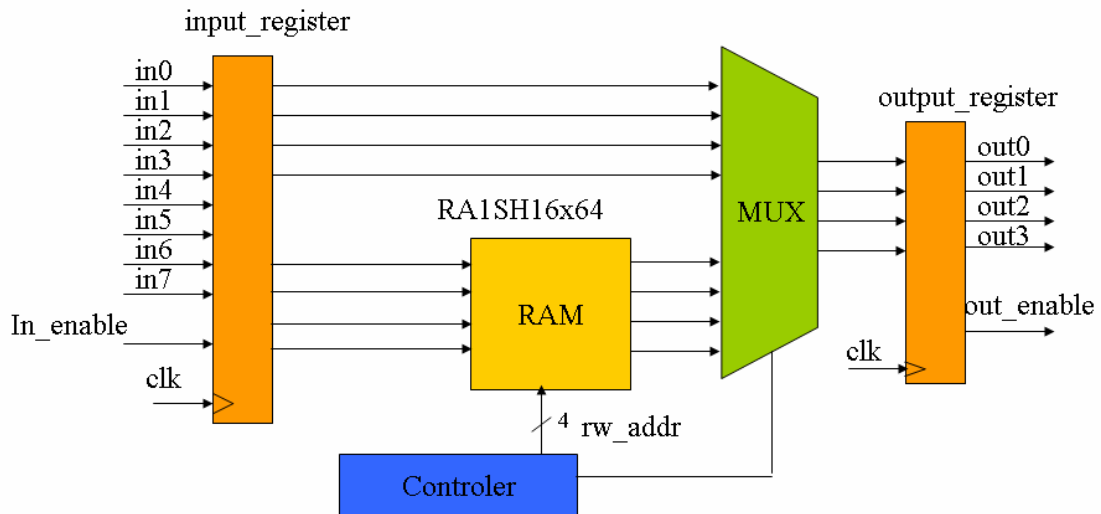 input_register
in0
in1
in2
in3
in4
in5
in6
in7
In_enable
clk
RA1SH16x64
RAM
4
rw_addr
Controler
MUX
output_register
out0
out1
out2
out3
out_enable
clk